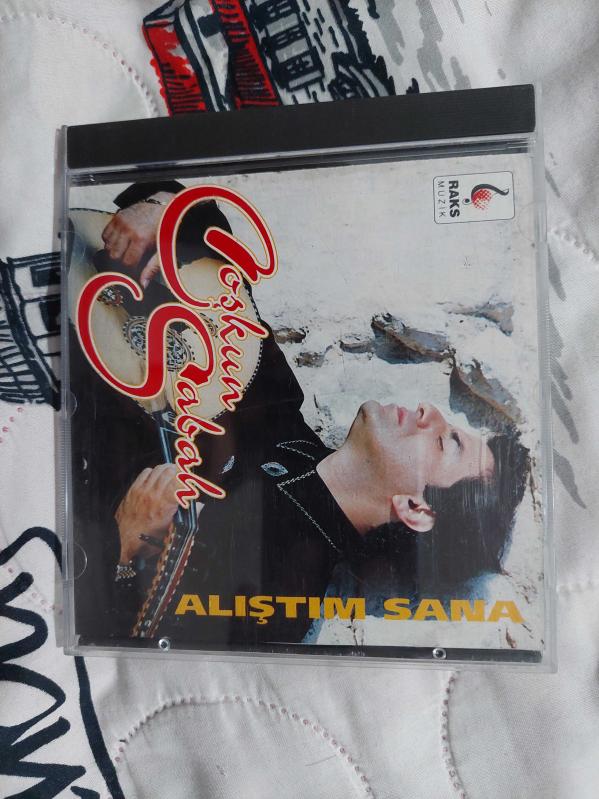 Coşkun
Sabah
RAKS
MÜZİK
ALIŞTIM SANA